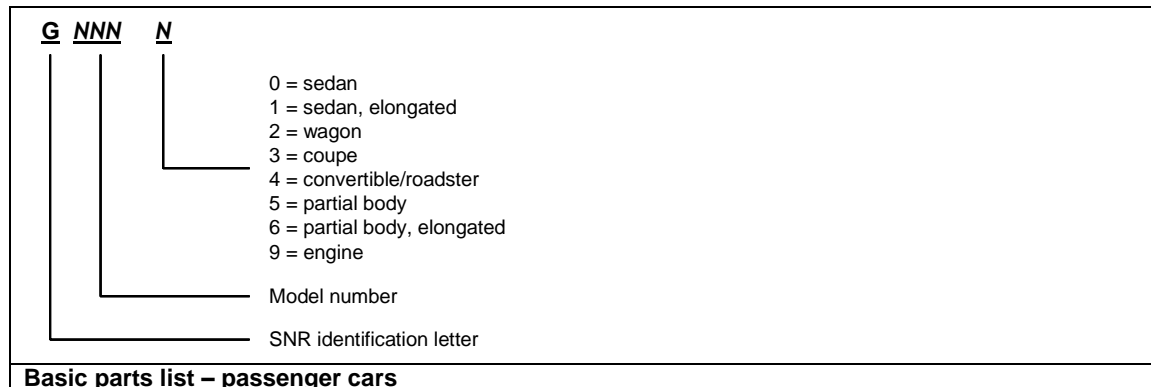 G NNN N
0 = sedan
1 = sedan, elongated
2 = wagon
3 = coupe
4 = convertible/roadster
5 = partial body
6 = partial body, elongated
9 = engine
Model number
SNR identification letter
Basic parts list – passenger cars